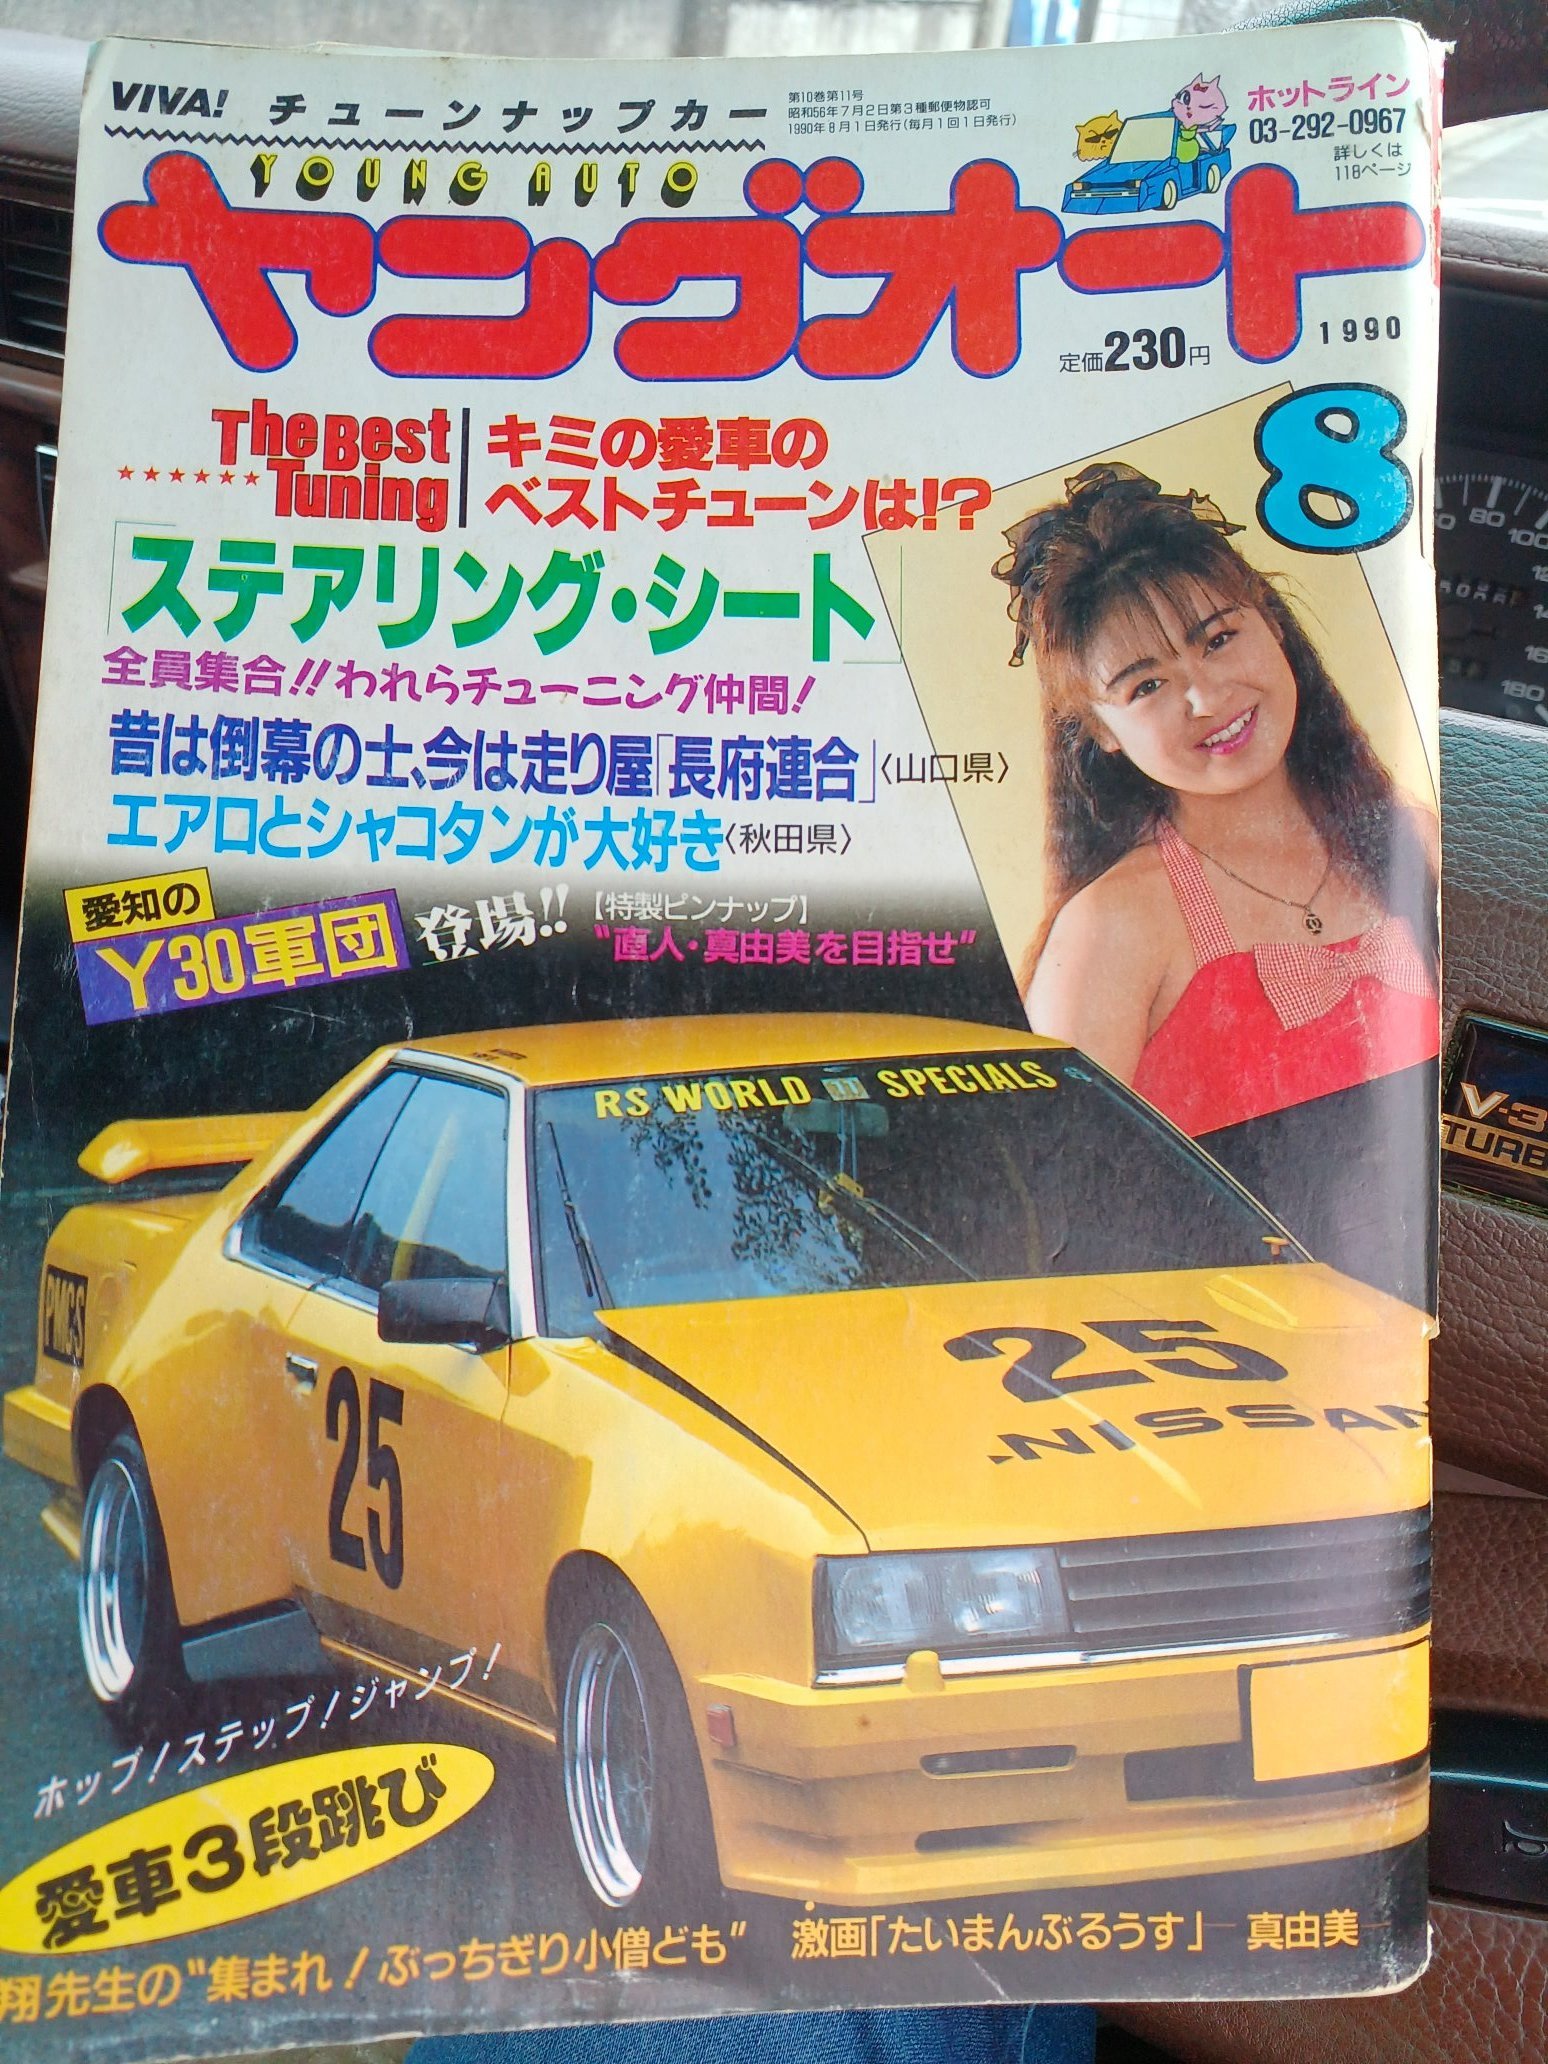 VIVA! チューンナップカー
第10巻第11号
昭和56年7月2日第3種郵便物認可
1990年8月1日発行(毎月1回1日発行)
ホットライン
03-292-0967
詳しくは
118ページ
YOUNG AUTO
ヤングオート
定価230円
1990
8
The Best
Tuning
キミの愛車の
ベストチューンは!?
「ステアリング・シート」
全員集合!!われらチューニング仲間!
昔は倒幕の士、今は走り屋「長府連合」〈山口県〉
エアロとシャコタンが大好き〈秋田県〉
愛知の
Y30軍団
登場!!
【特製ピンナップ】
"直人・真由美を目指せ"
RS WORLD SPECIALS
V-3
TURB
PMCS
25
25
NISSAN
ホップ!ステップ!ジャンプ!
愛車3段跳び
翔先生の"集まれ!ぶっちぎり小僧ども"
激画「たいまんぶるうす」―真由美―
80
100
160
180